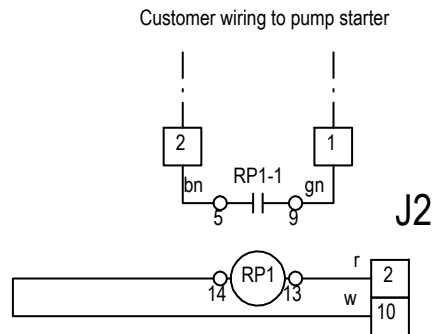 Customer wiring to pump starter
2 1
RP1-1
bn gn
5 9
J2
r
RP1 2
14 13
w 10